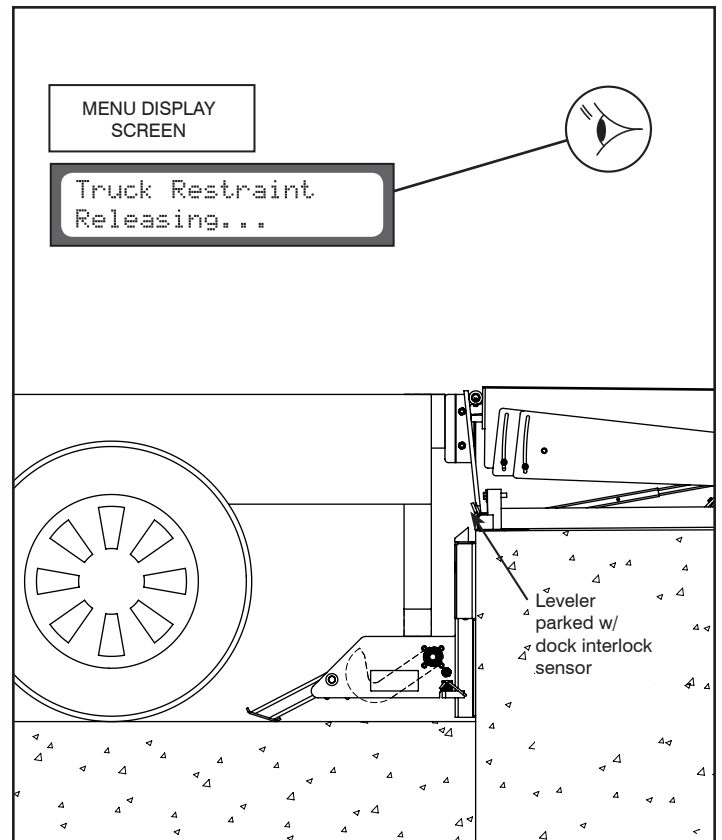 MENU DISPLAY
SCREEN
Truck Restraint
Releasing...
Leveler
parked w/
dock interlock
sensor